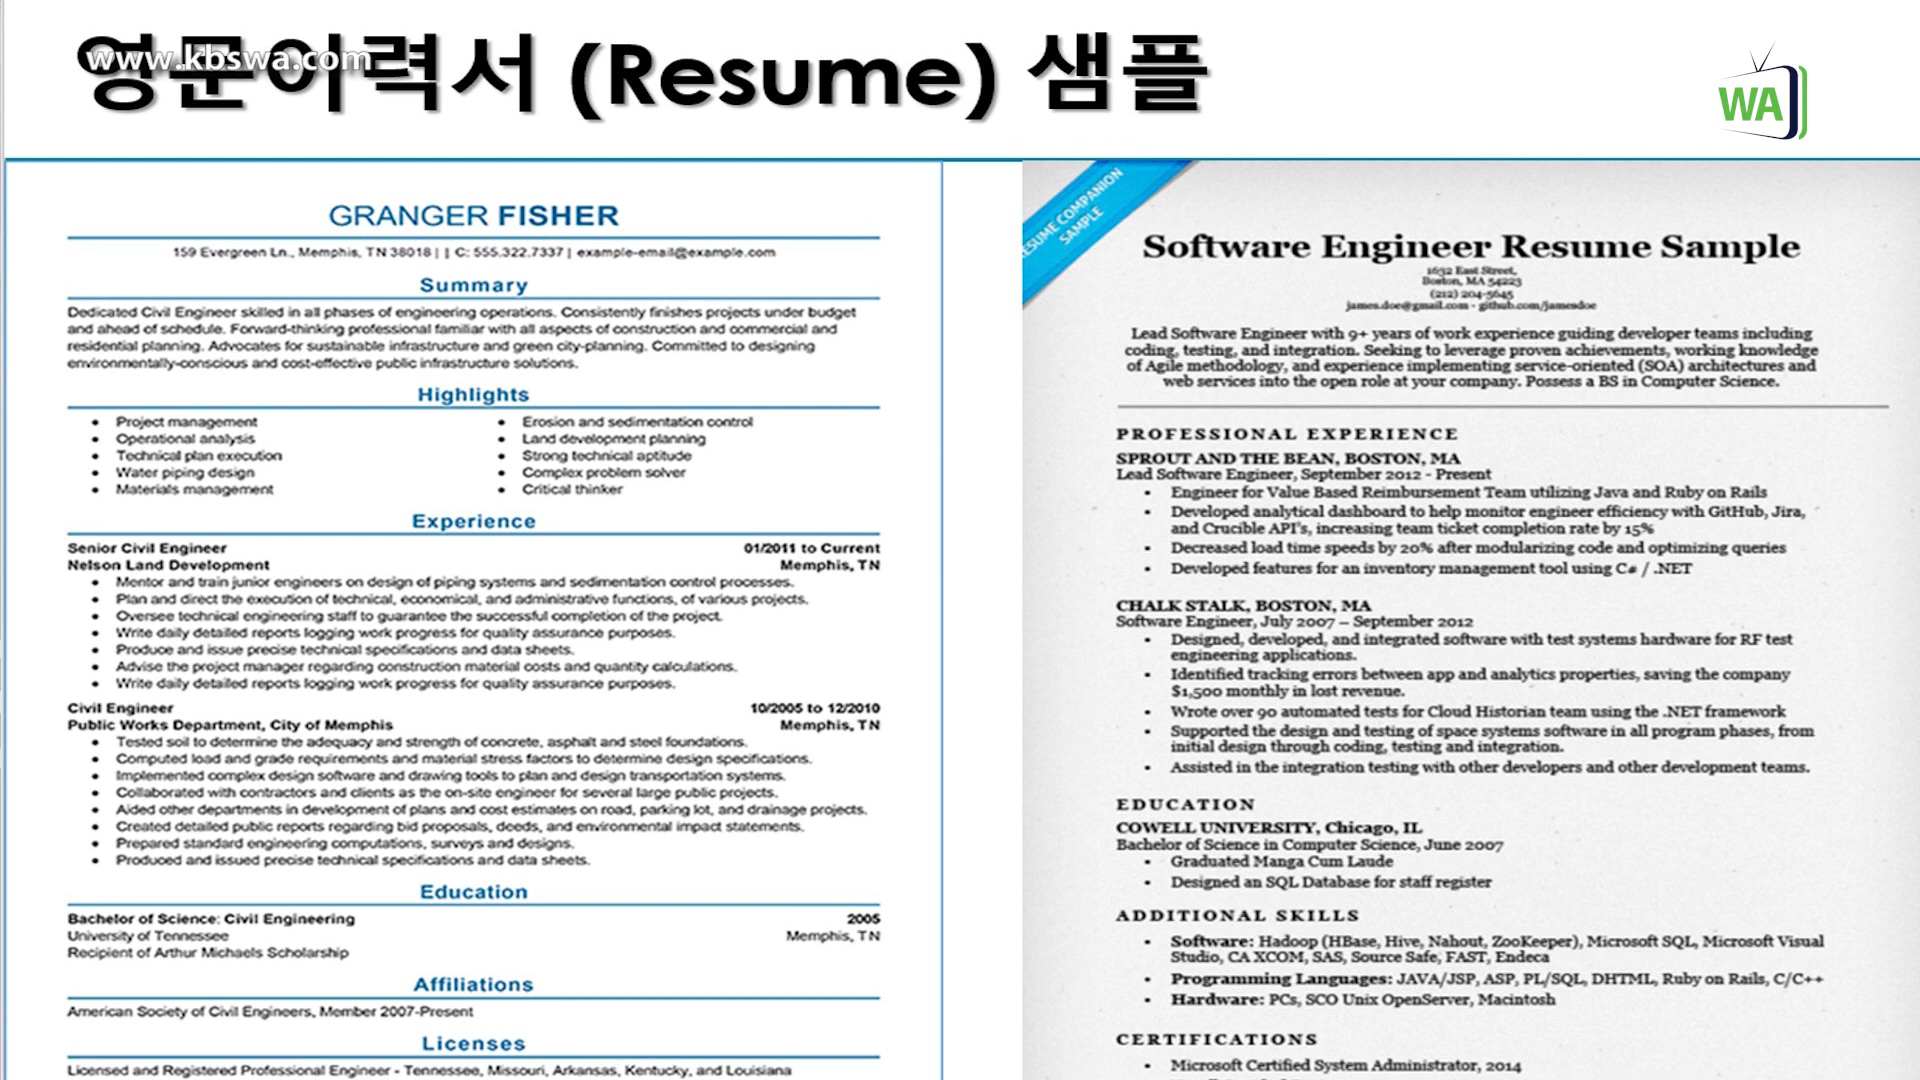 영문이력서 (Resume) 샘플
www.kbswa.com
WA
GRANGER FISHER
159 Evergreen Ln., Memphis, TN 38018 | | C: 555.322.7337 | example-email@example.com
Summary
Dedicated Civil Engineer skilled in all phases of engineering operations. Consistently finishes projects under budget
and ahead of schedule. Forward-thinking professional familiar with all aspects of construction and commercial and
residential planning. Advocates for sustainable infrastructure and green city-planning. Committed to designing
environmentally-conscious and cost-effective public infrastructure solutions.
Highlights
• Project management
• Operational analysis
• Technical plan execution
• Water piping design
• Materials management
• Erosion and sedimentation control
• Land development planning
• Strong technical aptitude
• Complex problem solver
• Critical thinker
Experience
Senior Civil Engineer 01/2011 to Current
Nelson Land Development Memphis, TN
• Mentor and train junior engineers on design of piping systems and sedimentation control processes.
• Plan and direct the execution of technical, economical, and administrative functions, of various projects.
• Oversee technical engineering staff to guarantee the successful completion of the project.
• Write daily detailed reports logging work progress for quality assurance purposes.
• Produce and issue precise technical specifications and data sheets.
• Advise the project manager regarding construction material costs and quantity calculations.
• Write daily detailed reports logging work progress for quality assurance purposes.
Civil Engineer 10/2005 to 12/2010
Public Works Department, City of Memphis Memphis, TN
• Tested soil to determine the adequacy and strength of concrete, asphalt and steel foundations.
• Computed load and grade requirements and material stress factors to determine design specifications.
• Implemented complex design software and drawing tools to plan and design transportation systems.
• Collaborated with contractors and clients as the on-site engineer for several large public projects.
• Aided other departments in development of plans and cost estimates on road, parking lot, and drainage projects.
• Created detailed public reports regarding bid proposals, deeds, and environmental impact statements.
• Prepared standard engineering computations, surveys and designs.
• Produced and issued precise technical specifications and data sheets.
Education
Bachelor of Science: Civil Engineering 2005
University of Tennessee Memphis, TN
Recipient of Arthur Michaels Scholarship
Affiliations
American Society of Civil Engineers, Member 2007-Present
Licenses
Licensed and Registered Professional Engineer - Tennessee, Missouri, Arkansas, Kentucky, and Louisiana
RESUME COMPANION
SAMPLE
Software Engineer Resume Sample
1632 East Street,
Boston, MA 54223
(212) 204-5645
james.doe@gmail.com - github.com/jamesdoe
Lead Software Engineer with 9+ years of work experience guiding developer teams including
coding, testing, and integration. Seeking to leverage proven achievements, working knowledge
of Agile methodology, and experience implementing service-oriented (SOA) architectures and
web services into the open role at your company. Possess a BS in Computer Science.
PROFESSIONAL EXPERIENCE
SPROUT AND THE BEAN, BOSTON, MA
Lead Software Engineer, September 2012 - Present
• Engineer for Value Based Reimbursement Team utilizing Java and Ruby on Rails
• Developed analytical dashboard to help monitor engineer efficiency with GitHub, Jira,
and Crucible API's, increasing team ticket completion rate by 15%
• Decreased load time speeds by 20% after modularizing code and optimizing queries
• Developed features for an inventory management tool using C# / .NET
CHALK STALK, BOSTON, MA
Software Engineer, July 2007 – September 2012
• Designed, developed, and integrated software with test systems hardware for RF test
engineering applications.
• Identified tracking errors between app and analytics properties, saving the company
$1,500 monthly in lost revenue.
• Wrote over 90 automated tests for Cloud Historian team using the .NET framework
• Supported the design and testing of space systems software in all program phases, from
initial design through coding, testing and integration.
• Assisted in the integration testing with other developers and other development teams.
EDUCATION
COWELL UNIVERSITY, Chicago, IL
Bachelor of Science in Computer Science, June 2007
• Graduated Manga Cum Laude
• Designed an SQL Database for staff register
ADDITIONAL SKILLS
• Software: Hadoop (HBase, Hive, Nahout, ZooKeeper), Microsoft SQL, Microsoft Visual
Studio, CA XCOM, SAS, Source Safe, FAST, Endeca
• Programming Languages: JAVA/JSP, ASP, PL/SQL, DHTML, Ruby on Rails, C/C++
• Hardware: PCs, SCO Unix OpenServer, Macintosh
CERTIFICATIONS
• Microsoft Certified System Administrator, 2014